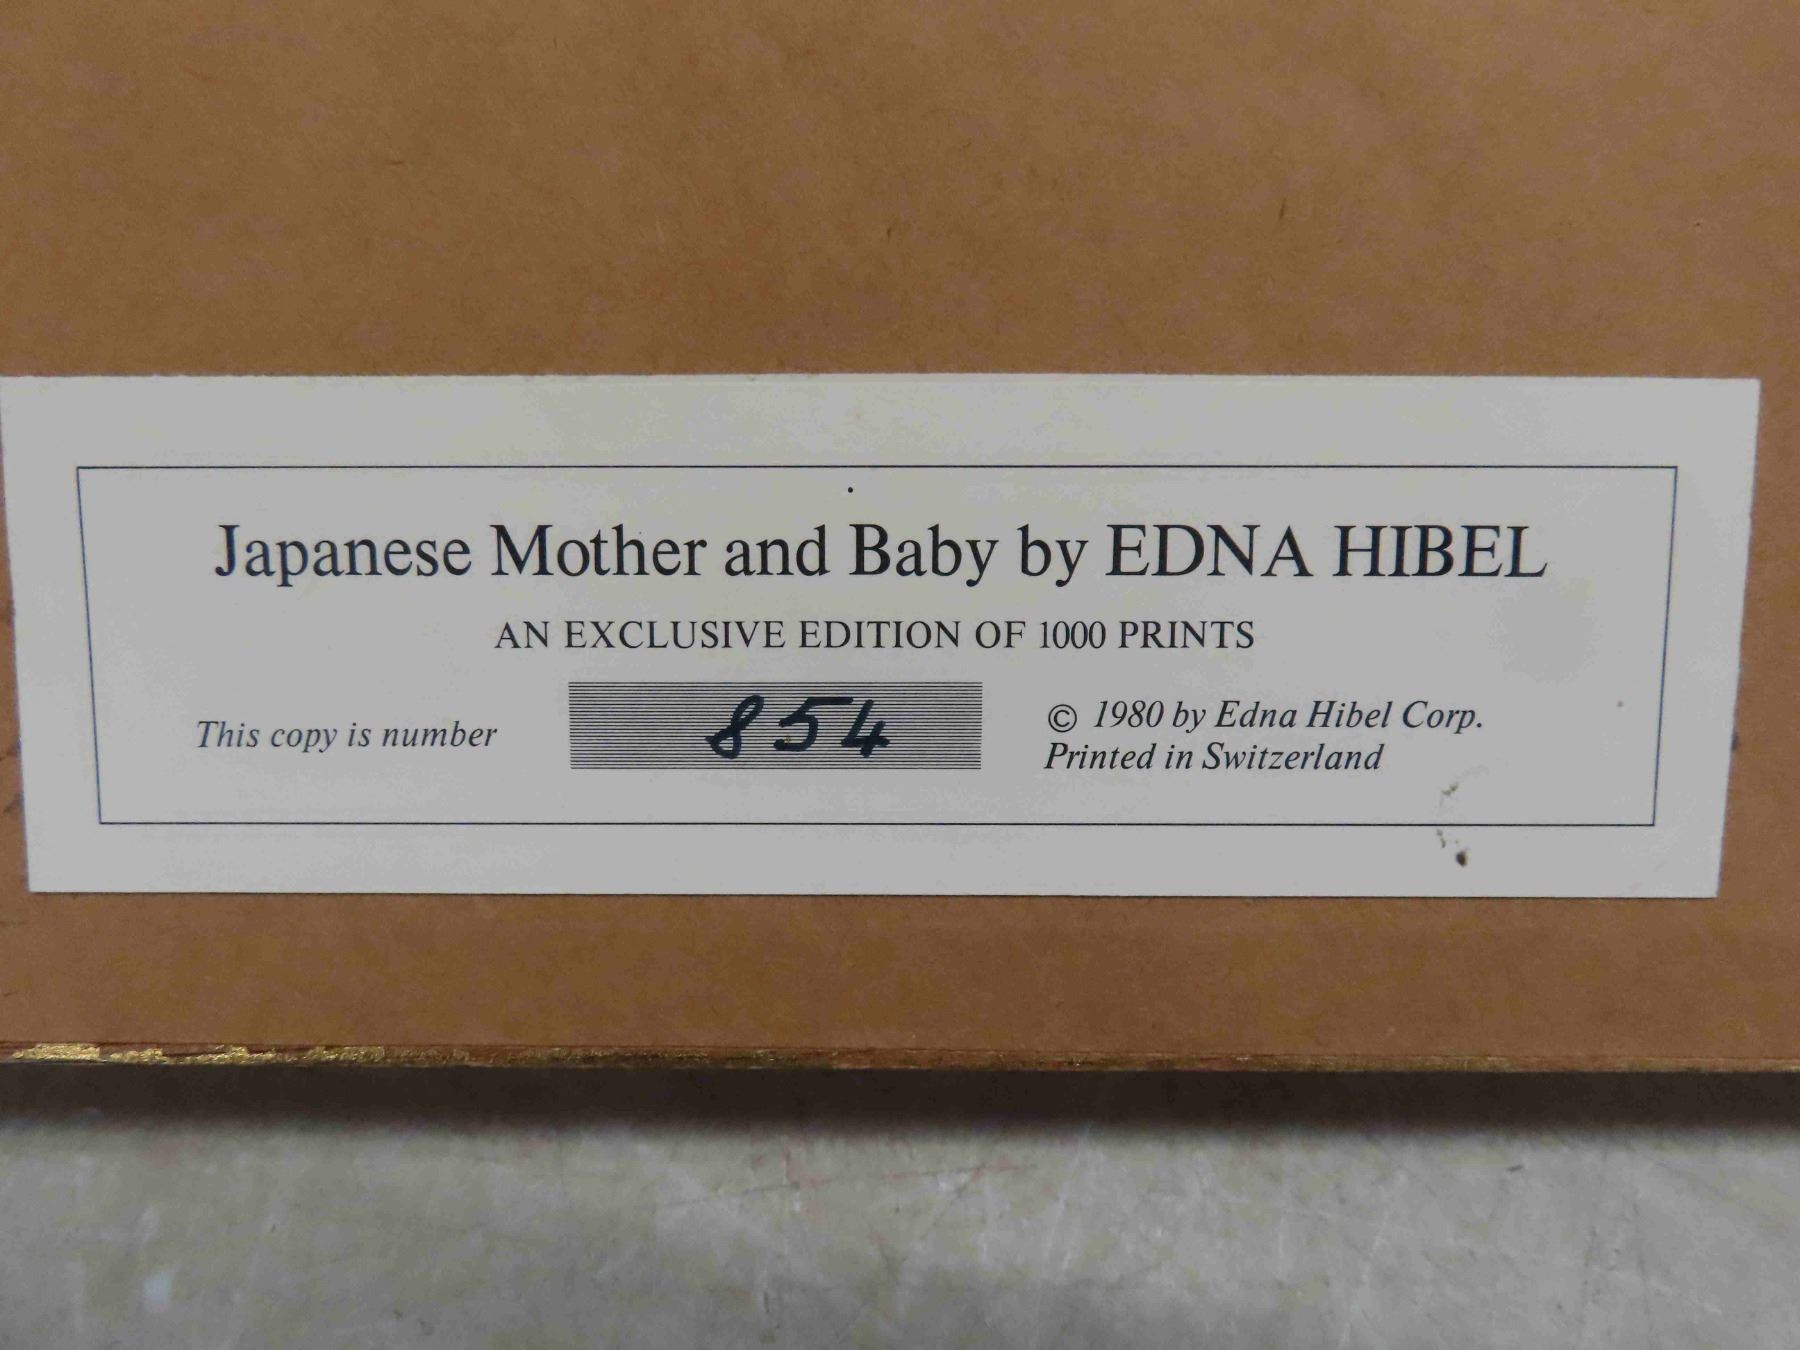 Japanese Mother and Baby by EDNA HIBEL
AN EXCLUSIVE EDITION OF 1000 PRINTS
This copy is number 854
© 1980 by Edna Hibel Corp.
Printed in Switzerland